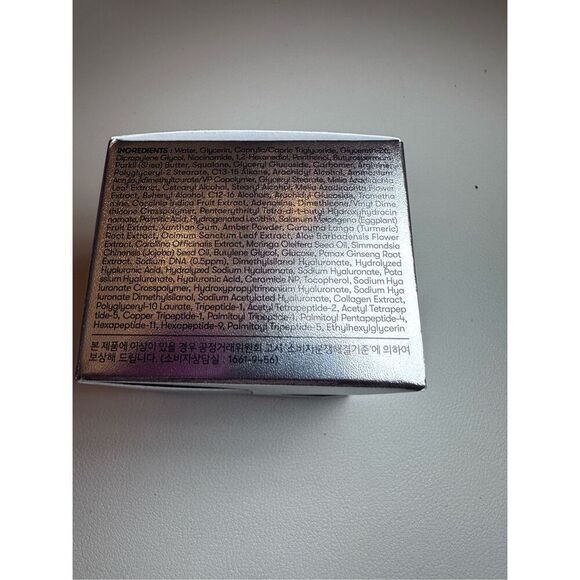 INGREDIENTS : Water, Glycerin, Caprylic/Capric Triglyceride, Glycereth-26,
Dipropylene Glycol, Niacinamide, 1,2-Hexanediol, Panthenol, Butyrospermum
Parkii (Shea) Butter, Squalane, Glyceryl Glucoside, Carbomer, Arginine,
Polyglyceryl-2 Stearate, C13-15 Alkane, Arachidyl Alcohol, Ammonium
Acryloyldimethyltaurate/VP Copolymer, Glyceryl Stearate, Melia Azadirachta
Leaf Extract, Cetearyl Alcohol, Stearyl Alcohol, Melia Azadirachta Flower
Extract, Behenyl Alcohol, C12-16 Alcohols, Arachidyl Glucoside, Trometh
amine, Coccinia Indica Fruit Extract, Adenosine, Dimethicone/Vinyl Dime
thicone Crosspolymer, Pentaerythrityl Tetra-di-t-butyl Hydroxyhydrocin
namate, Palmitic Acid, Hydrogenated Lecithin, Solanum Melongena (Eggplant)
Fruit Extract, Xanthan Gum, Amber Powder, Curcuma Longa (Turmeric)
Root Extract, Ocimum Sanctum Leaf Extract, Aloe Barbadensis Flower
Extract, Corallina Officinalis Extract, Moringa Oleifera Seed Oil, Simmondsia
Chinensis (Jojoba) Seed Oil, Butylene Glycol, Glucose, Panax Ginseng Root
Extract, Sodium DNA (0.5ppm), Dimethylsilanol Hyaluronate, Hydrolyzed
Hyaluronic Acid, Hydrolyzed Sodium Hyaluronate, Sodium Hyaluronate, Pota
ssium Hyaluronate, Hyaluronic Acid, Ceramide NP, Tocopherol, Sodium Hya
luronate Crosspolymer, Hydroxypropyltrimonium Hyaluronate, Sodium Hyal
uronate Dimethylsilanol, Sodium Acetylated Hyaluronate, Collagen Extract,
Polyglyceryl-10 Laurate, Tripeptide-1, Acetyl Tetrapeptide-2, Acetyl Tetrapep
tide-5, Copper Tripeptide-1, Palmitoyl Tripeptide-1, Palmitoyl Pentapeptide-4,
Hexapeptide-11, Hexapeptide-9, Palmitoyl Tripeptide-5, Ethylhexylglycerin
본 제품에 이상이 있을 경우 공정거래위원회 고시 '소비자분쟁해결기준'에 의하여
보상해 드립니다. (소비자상담실 : 1661-9456)